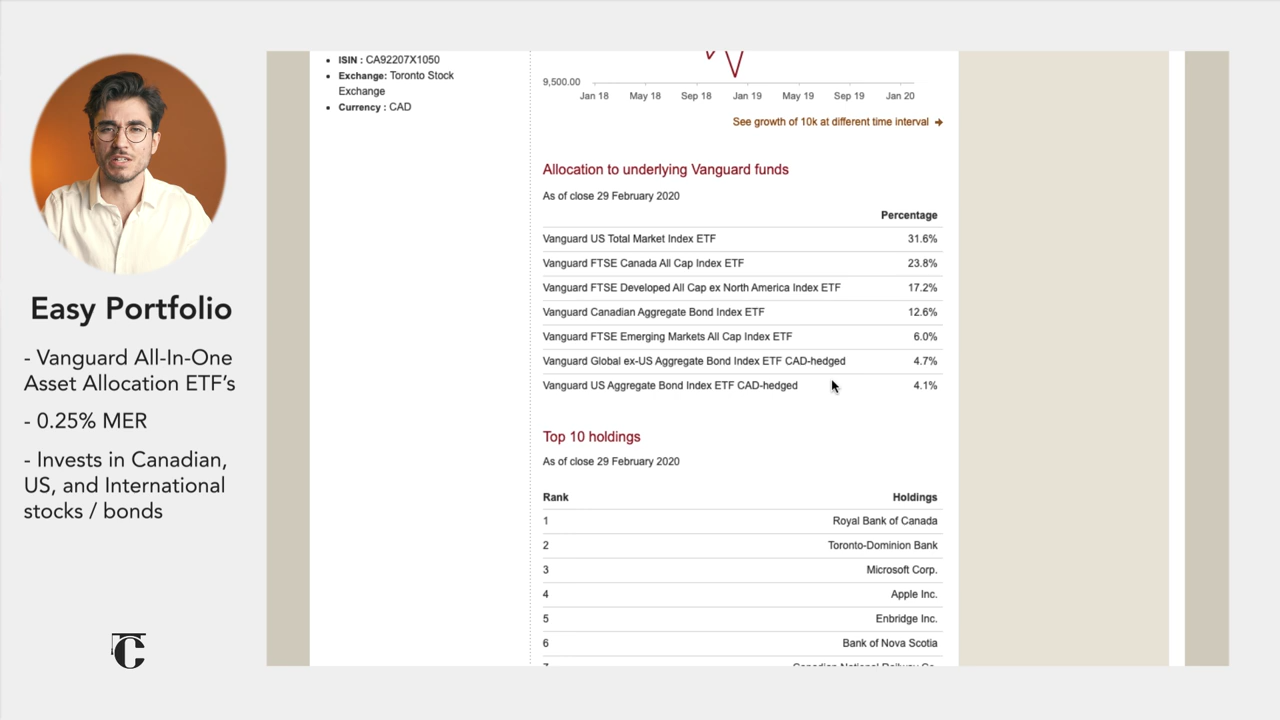 Easy Portfolio
- Vanguard All-In-One
Asset Allocation ETF's
- 0.25% MER
- Invests in Canadian,
US, and International
stocks / bonds
• ISIN : CA92207X1050
• Exchange: Toronto Stock
Exchange
• Currency : CAD
9,500.00
Jan 18 May 18 Sep 18 Jan 19 May 19 Sep 19 Jan 20
See growth of 10k at different time interval →
Allocation to underlying Vanguard funds
As of close 29 February 2020
Percentage
Vanguard US Total Market Index ETF 31.6%
Vanguard FTSE Canada All Cap Index ETF 23.8%
Vanguard FTSE Developed All Cap ex North America Index ETF 17.2%
Vanguard Canadian Aggregate Bond Index ETF 12.6%
Vanguard FTSE Emerging Markets All Cap Index ETF 6.0%
Vanguard Global ex-US Aggregate Bond Index ETF CAD-hedged 4.7%
Vanguard US Aggregate Bond Index ETF CAD-hedged 4.1%
Top 10 holdings
As of close 29 February 2020
Rank Holdings
1 Royal Bank of Canada
2 Toronto-Dominion Bank
3 Microsoft Corp.
4 Apple Inc.
5 Enbridge Inc.
6 Bank of Nova Scotia